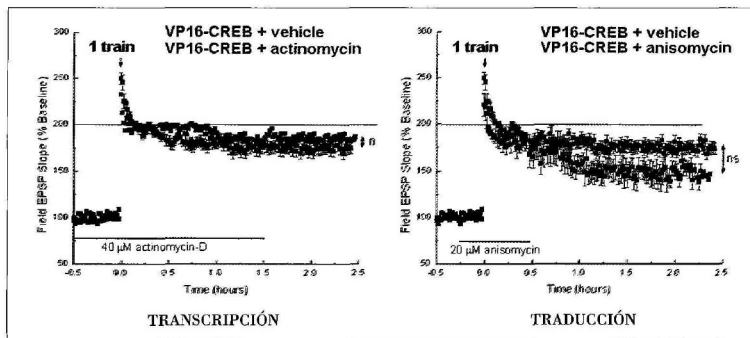 VP16-CREB + vehicle
VP16-CREB + actinomycin
1 train
300
250
200
150
100
50
Field EPSP Slope (% Baseline)
n
40 µM actinomycin-D
-0.5 0.0 0.5 1.0 1.5 2.0 2.5
Time (hours)
TRANSCRIPCIÓN
VP16-CREB + vehicle
VP16-CREB + anisomycin
1 train
300
250
200
150
100
50
Field EPSP Slope (% Baseline)
ns
20 µM anisomycin
-0.5 0.0 0.5 1.0 1.5 2.0 2.5
Time (hours)
TRADUCCIÓN